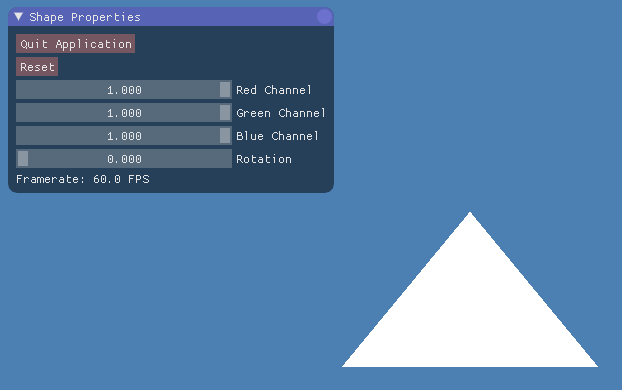 Shape Properties
Quit Application
Reset
1.000 Red Channel
1.000 Green Channel
1.000 Blue Channel
0.000 Rotation
Framerate: 60.0 FPS